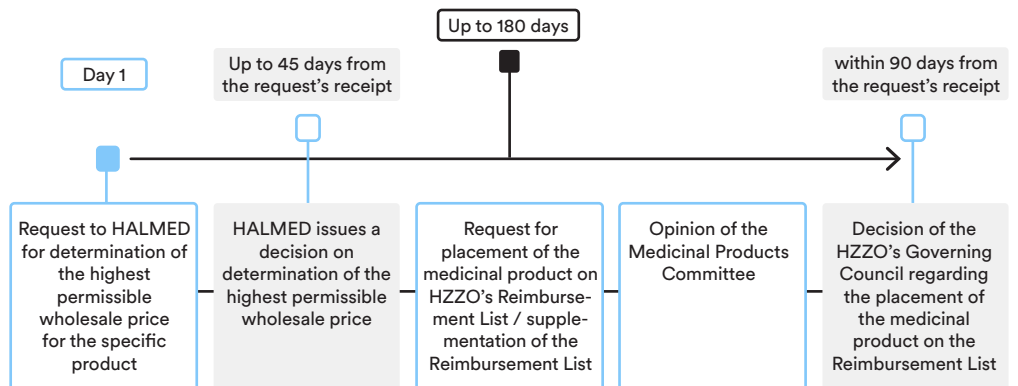 Up to 180 days
Day 1
Up to 45 days from
the request's receipt
within 90 days from
the request's receipt
Request to HALMED
for determination of
the highest
permissible
wholesale price
for the specific
product
HALMED issues a
decision on
determination of the
highest permissible
wholesale price
Request for
placement of the
medicinal product on
HZZO's Reimburse-
ment List / supple-
mentation of the
Reimbursement List
Opinion of the
Medicinal Products
Committee
Decision of the
HZZO's Governing
Council regarding
the placement of
the medicinal
product on the
Reimbursement List